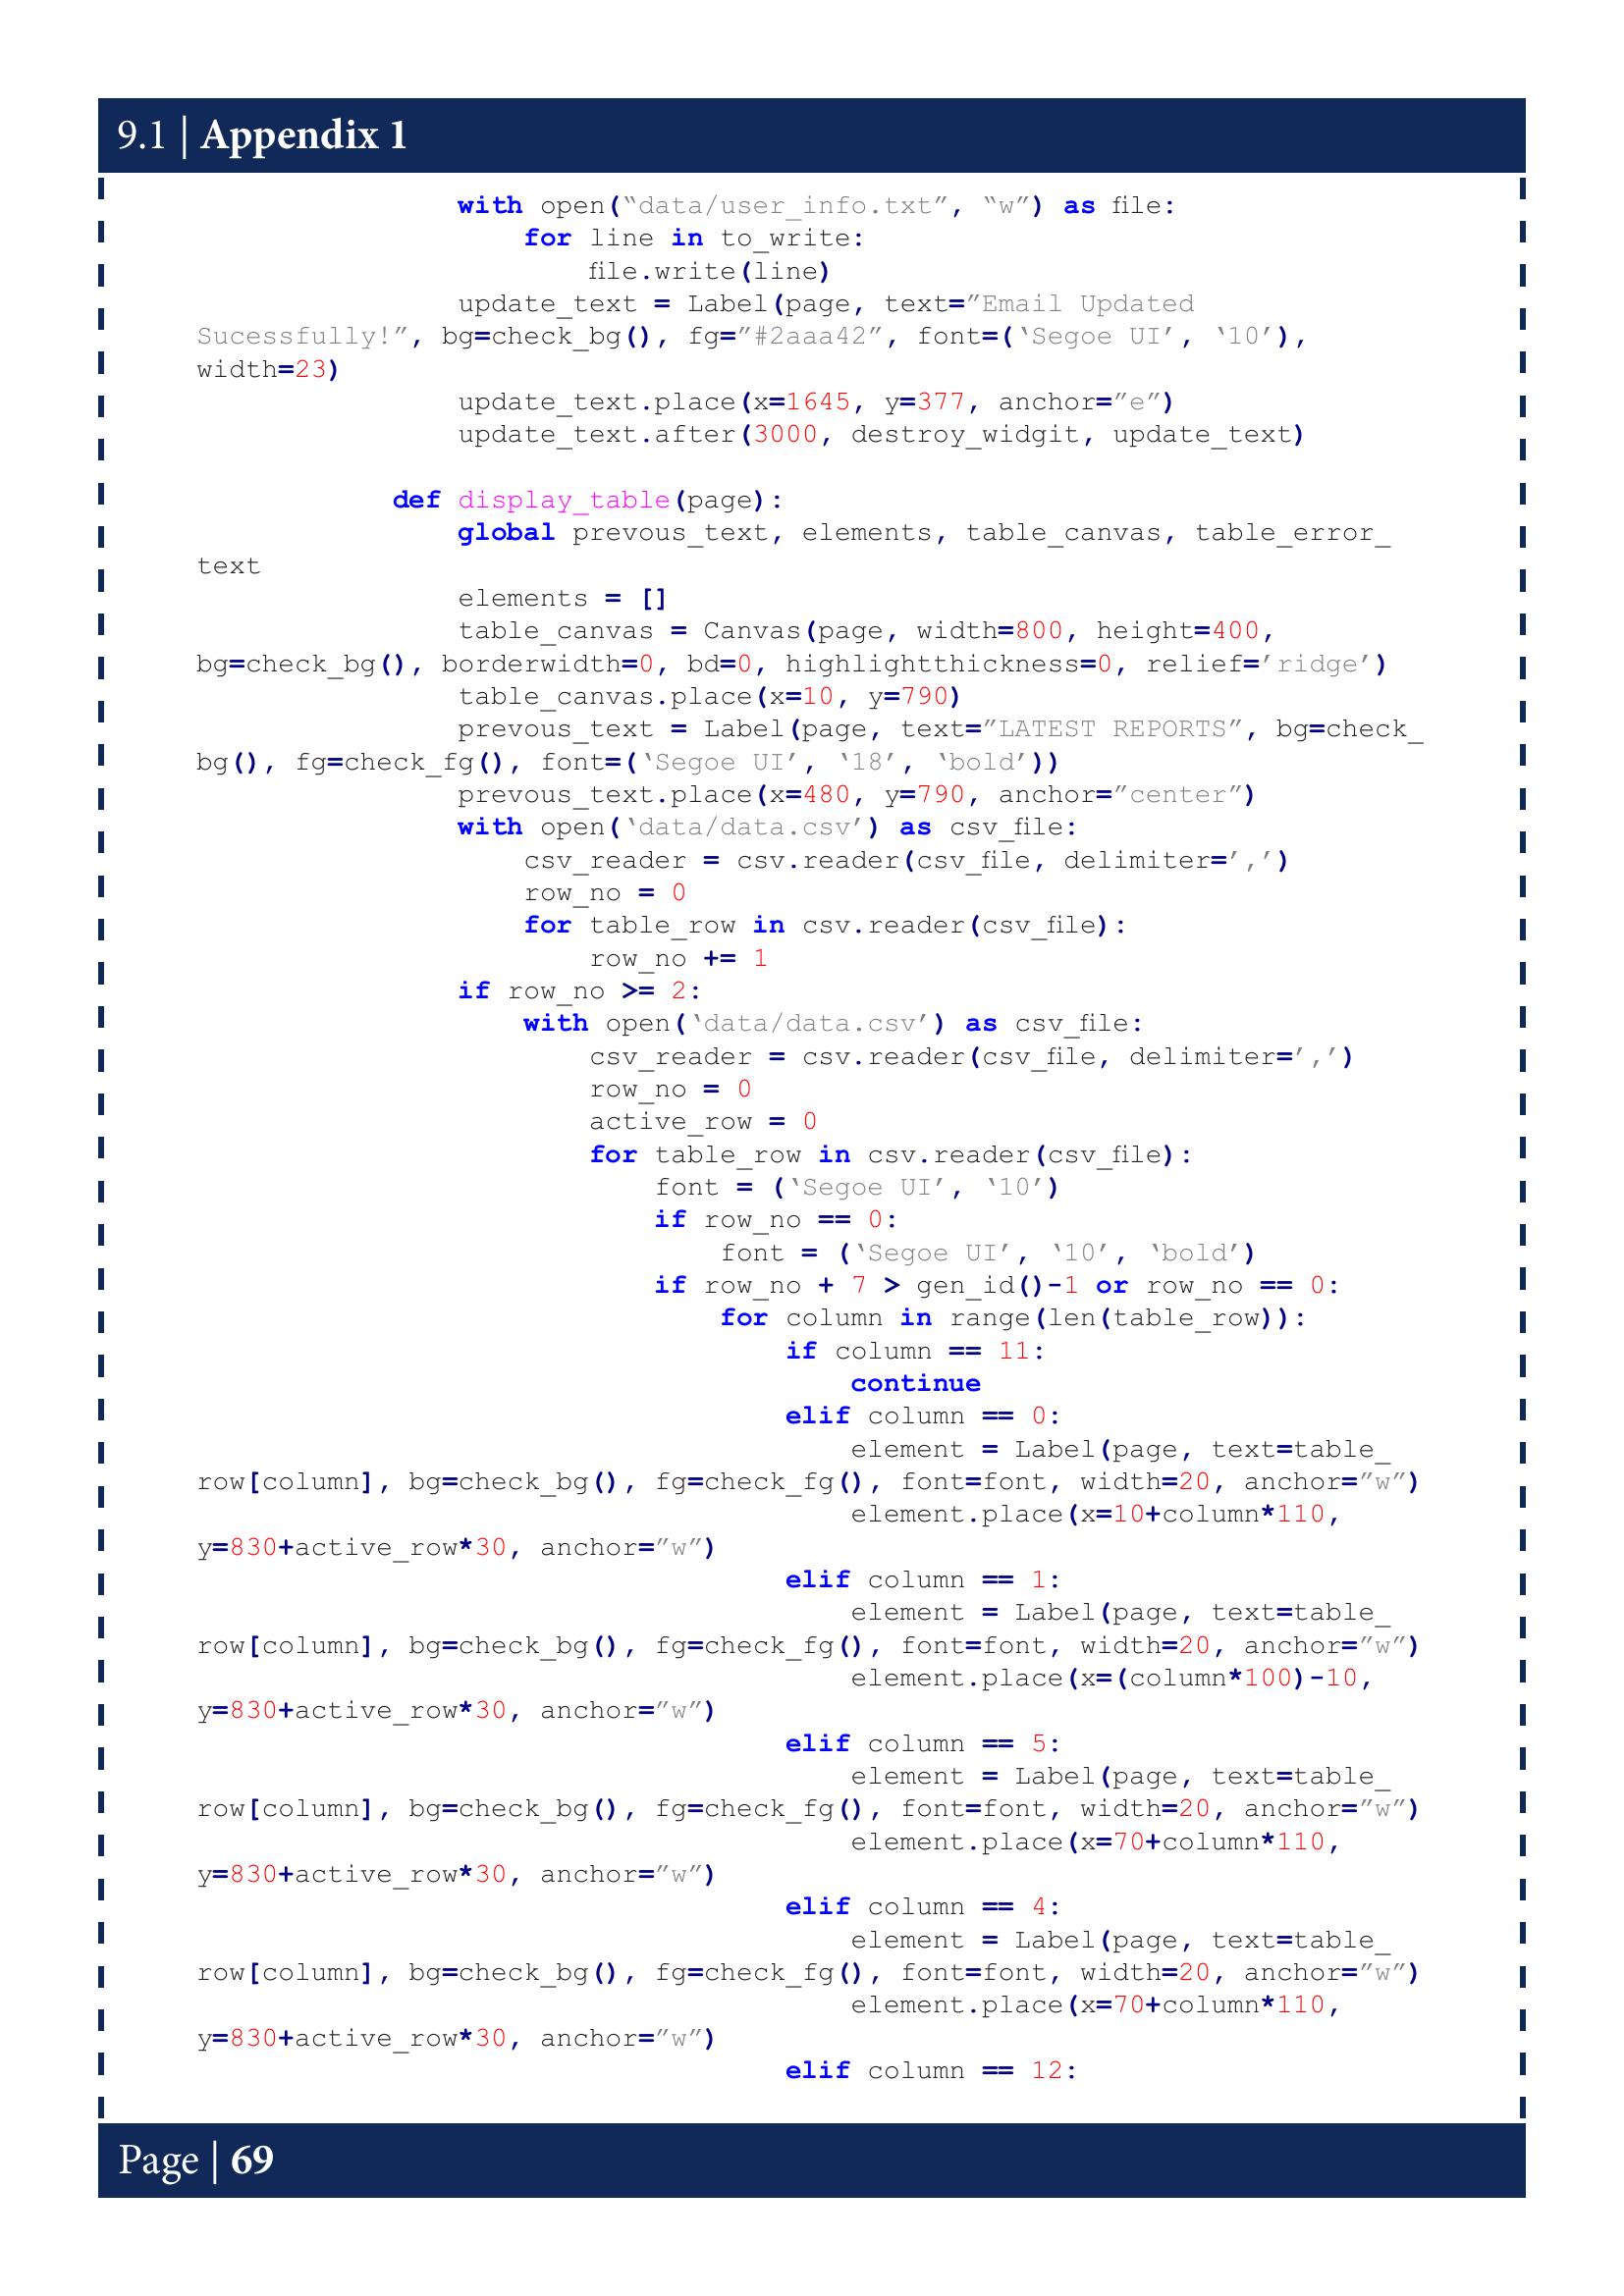 9.1 | Appendix 1
with open(“data/user_info.txt”, “w”) as file:
for line in to_write:
file.write(line)
update_text = Label(page, text=”Email Updated
Sucessfully!”, bg=check_bg(), fg=”#2aaa42”, font=(‘Segoe UI’, ‘10’),
width=23)
update_text.place(x=1645, y=377, anchor=”e”)
update_text.after(3000, destroy_widgit, update_text)
def display_table(page):
global prevous_text, elements, table_canvas, table_error_
text
elements = []
table_canvas = Canvas(page, width=800, height=400,
bg=check_bg(), borderwidth=0, bd=0, highlightthickness=0, relief=’ridge’)
table_canvas.place(x=10, y=790)
prevous_text = Label(page, text=”LATEST REPORTS”, bg=check_
bg(), fg=check_fg(), font=(‘Segoe UI’, ‘18’, ‘bold’))
prevous_text.place(x=480, y=790, anchor=”center”)
with open(‘data/data.csv’) as csv_file:
csv_reader = csv.reader(csv_file, delimiter=’,’)
row_no = 0
for table_row in csv.reader(csv_file):
row_no += 1
if row_no >= 2:
with open(‘data/data.csv’) as csv_file:
csv_reader = csv.reader(csv_file, delimiter=’,’)
row_no = 0
active_row = 0
for table_row in csv.reader(csv_file):
font = (‘Segoe UI’, ‘10’)
if row_no == 0:
font = (‘Segoe UI’, ‘10’, ‘bold’)
if row_no + 7 > gen_id()-1 or row_no == 0:
for column in range(len(table_row)):
if column == 11:
continue
elif column == 0:
element = Label(page, text=table_
row[column], bg=check_bg(), fg=check_fg(), font=font, width=20, anchor=”w”)
element.place(x=10+column*110,
y=830+active_row*30, anchor=”w”)
elif column == 1:
element = Label(page, text=table_
row[column], bg=check_bg(), fg=check_fg(), font=font, width=20, anchor=”w”)
element.place(x=(column*100)-10,
y=830+active_row*30, anchor=”w”)
elif column == 5:
element = Label(page, text=table_
row[column], bg=check_bg(), fg=check_fg(), font=font, width=20, anchor=”w”)
element.place(x=70+column*110,
y=830+active_row*30, anchor=”w”)
elif column == 4:
element = Label(page, text=table_
row[column], bg=check_bg(), fg=check_fg(), font=font, width=20, anchor=”w”)
element.place(x=70+column*110,
y=830+active_row*30, anchor=”w”)
elif column == 12:
Page | 69